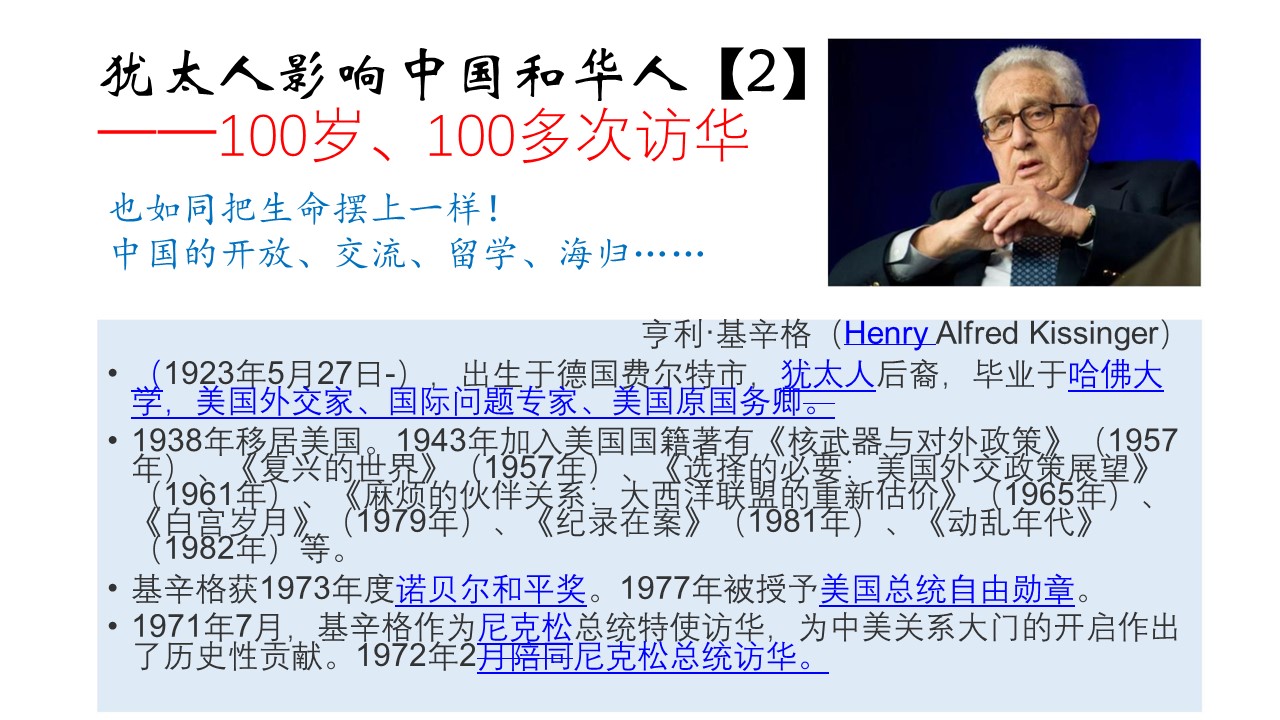 犹太人影响中国和华人【2】
——100岁、100多次访华
也如同把生命摆上一样！
中国的开放、交流、留学、海归……
亨利·基辛格（Henry Alfred Kissinger）
• （1923年5月27日-），出生于德国费尔特市，犹太人后裔，毕业于哈佛大
学，美国外交家、国际问题专家、美国原国务卿。
• 1938年移居美国。1943年加入美国国籍著有《核武器与对外政策》（1957
年）、《复兴的世界》（1957年）、《选择的必要：美国外交政策展望》
（1961年）、《麻烦的伙伴关系：大西洋联盟的重新估价》（1965年）、
《白宫岁月》（1979年）、《纪录在案》（1981年）、《动乱年代》
（1982年）等。
• 基辛格获1973年度诺贝尔和平奖。1977年被授予美国总统自由勋章。
• 1971年7月，基辛格作为尼克松总统特使访华，为中美关系大门的开启作出
了历史性贡献。1972年2月陪同尼克松总统访华。